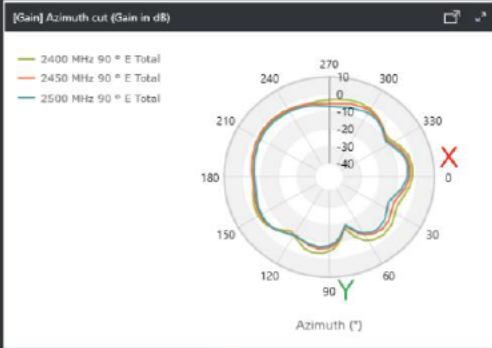 [Gain] Azimuth cut (Gain in dB)
2400 MHz 90 ° E Total
2450 MHz 90 ° E Total
2500 MHz 90 ° E Total
270
240
300
10
0
-10
-20
-30
-40
210
330
X
180
0
150
30
120
60
90
Y
Azimuth (°)